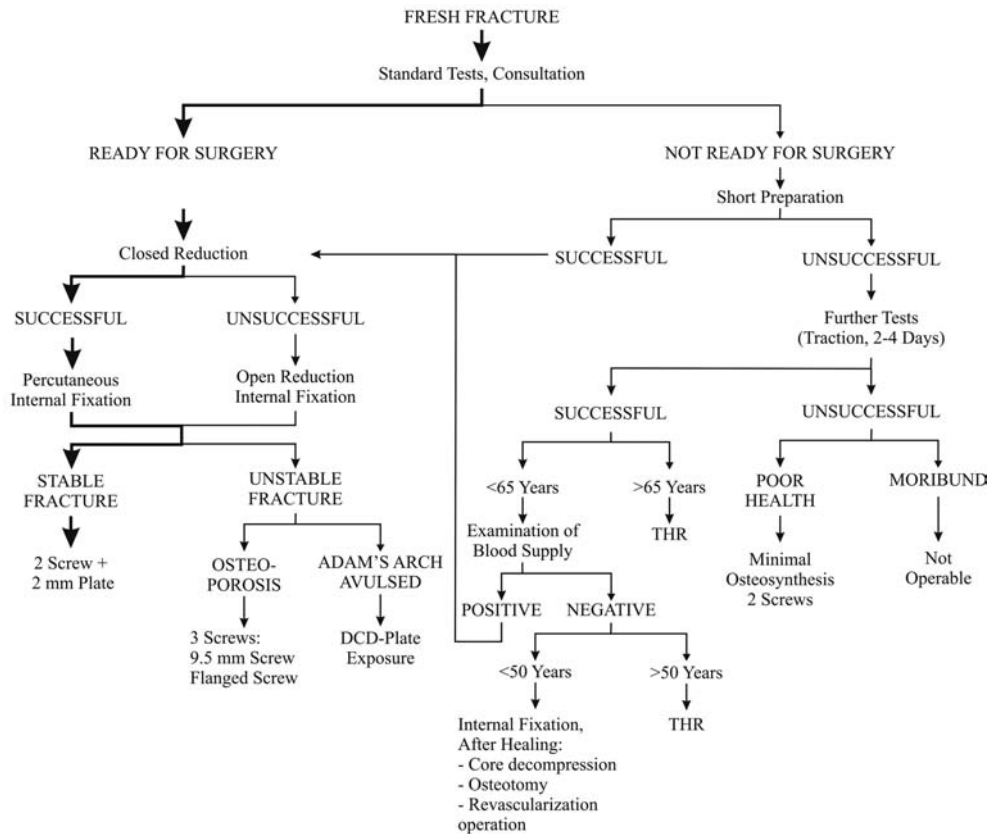 FRESH FRACTURE
Standard Tests, Consultation
READY FOR SURGERY
NOT READY FOR SURGERY
Short Preparation
Closed Reduction
SUCCESSFUL
UNSUCCESSFUL
SUCCESSFUL
UNSUCCESSFUL
Further Tests
(Traction, 2-4 Days)
Percutaneous
Internal Fixation
Open Reduction
Internal Fixation
SUCCESSFUL
UNSUCCESSFUL
STABLE
FRACTURE
UNSTABLE
FRACTURE
<65 Years
>65 Years
POOR
HEALTH
MORIBUND
2 Screw +
2 mm Plate
OSTEO-
POROSIS
ADAM'S ARCH
AVULSED
Examination of
Blood Supply
THR
Minimal
Osteosynthesis
2 Screws
Not
Operable
POSITIVE
NEGATIVE
3 Screws:
9.5 mm Screw
Flanged Screw
DCD-Plate
Exposure
<50 Years
>50 Years
Internal Fixation,
After Healing:
- Core decompression
- Osteotomy
- Revascularization
operation
THR